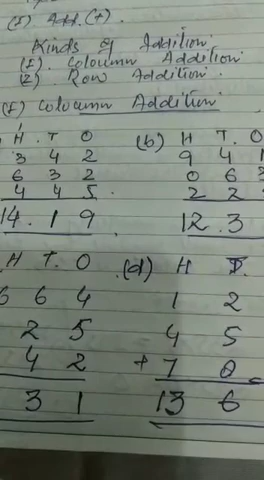 (I) Add. (+).
Kinds of Addition.
(I). Coloumn Addition
(2). Row Addition.
(I) Coloumn Addition
H . T O (b) H T . O
3 4 2 9 4 1
6 3 2 0 6
4 4 5 . 2 2
14 . 1 9 12 . 3
H T. O (d) H T.
6 6 4 1 2
2 5 4 5
4 2 + 7 0
3 1 13 6